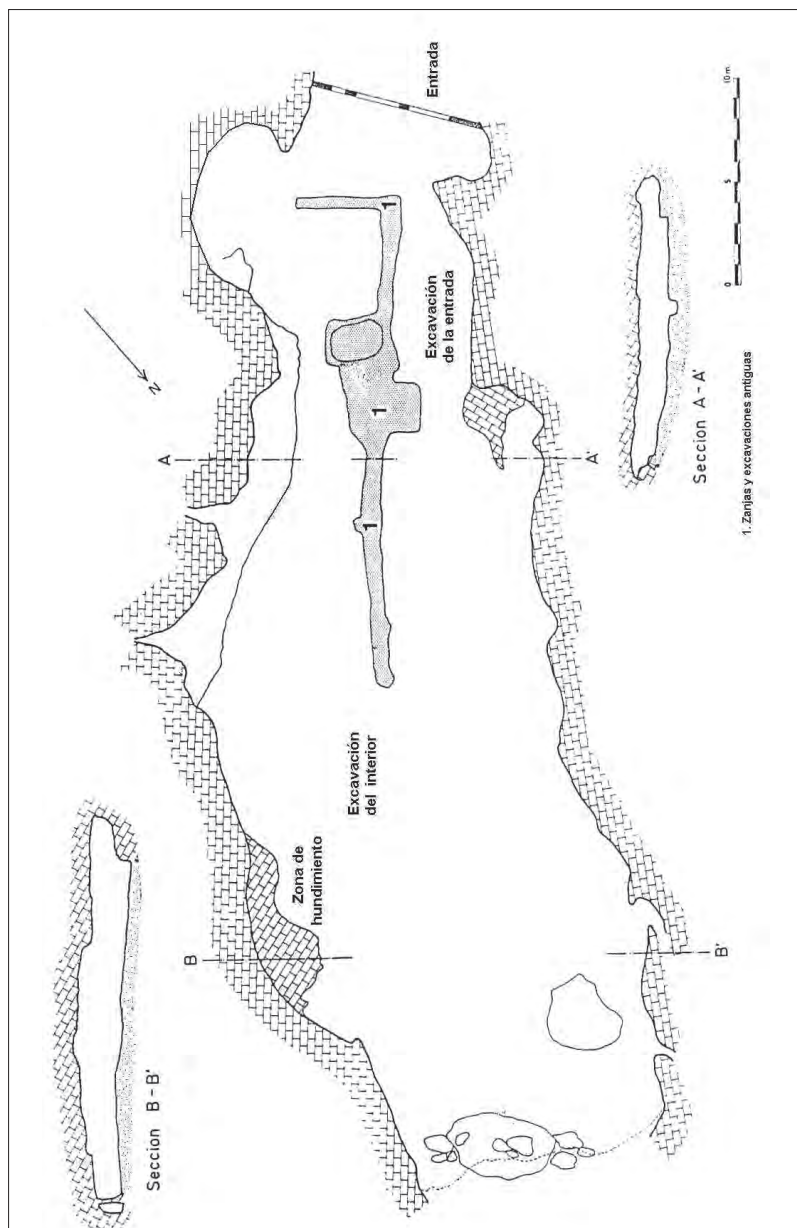 Entrada
10 m.
5
0
1
Excavación
de la entrada
N
A
A'
1
Seccion A-A'
1. Zanjas y excavaciones antiguas
1
Excavación
del interior
Zona de
hundimiento
B
B'
Seccion B-B'